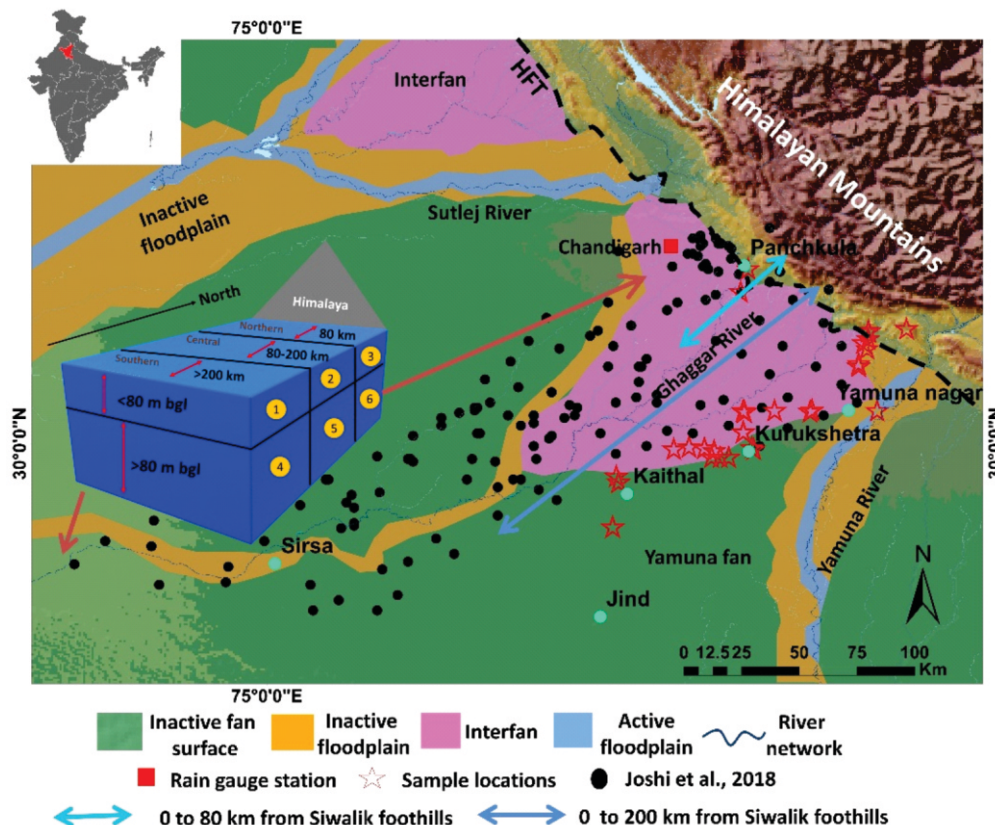 75°0'0"E
Interfan
HFT
Himalayan Mountains
Inactive
floodplain
Sutlej River
Chandigarh
Panchkula
North
Himalaya
Northern
80 km
Central
80-200 km
Southern
>200 km
<80 m bgl
>80 m bgl
1
2
3
4
5
6
Ghaggar River
Yamuna nagar
Kurukshetra
Kaithal
Sirsa
Yamuna fan
Yamuna River
Jind
N
0 12.5 25 50 75 100
Km
30°0'0"N
30°0'0"N
75°0'0"E
Inactive fan
surface
Inactive
floodplain
Interfan
Active
floodplain
River
network
Rain gauge station
Sample locations
Joshi et al., 2018
0 to 80 km from Siwalik foothills
0 to 200 km from Siwalik foothills